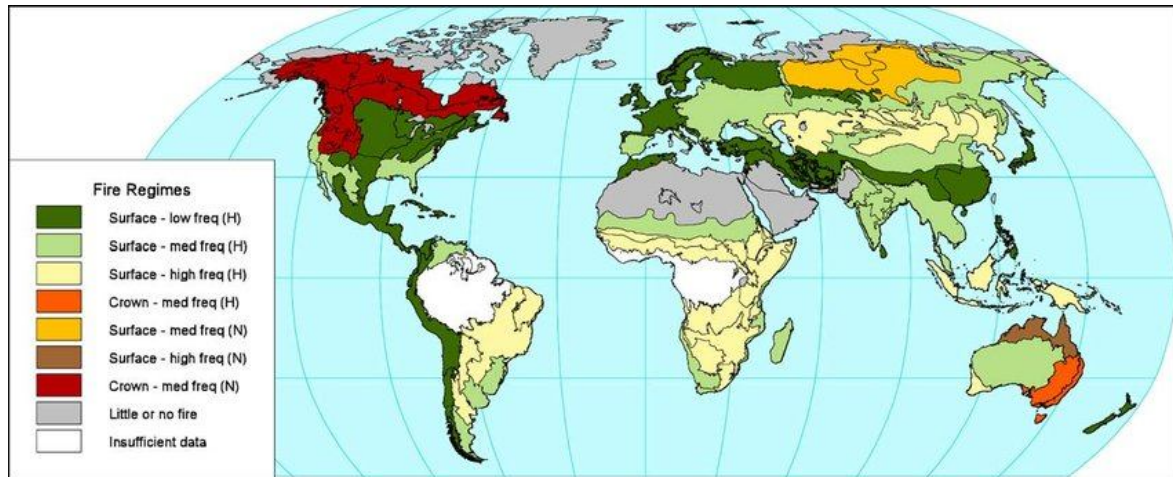 Fire Regimes
Surface - low freq (H)
Surface - med freq (H)
Surface - high freq (H)
Crown - med freq (H)
Surface - med freq (N)
Surface - high freq (N)
Crown - med freq (N)
Little or no fire
Insufficient data